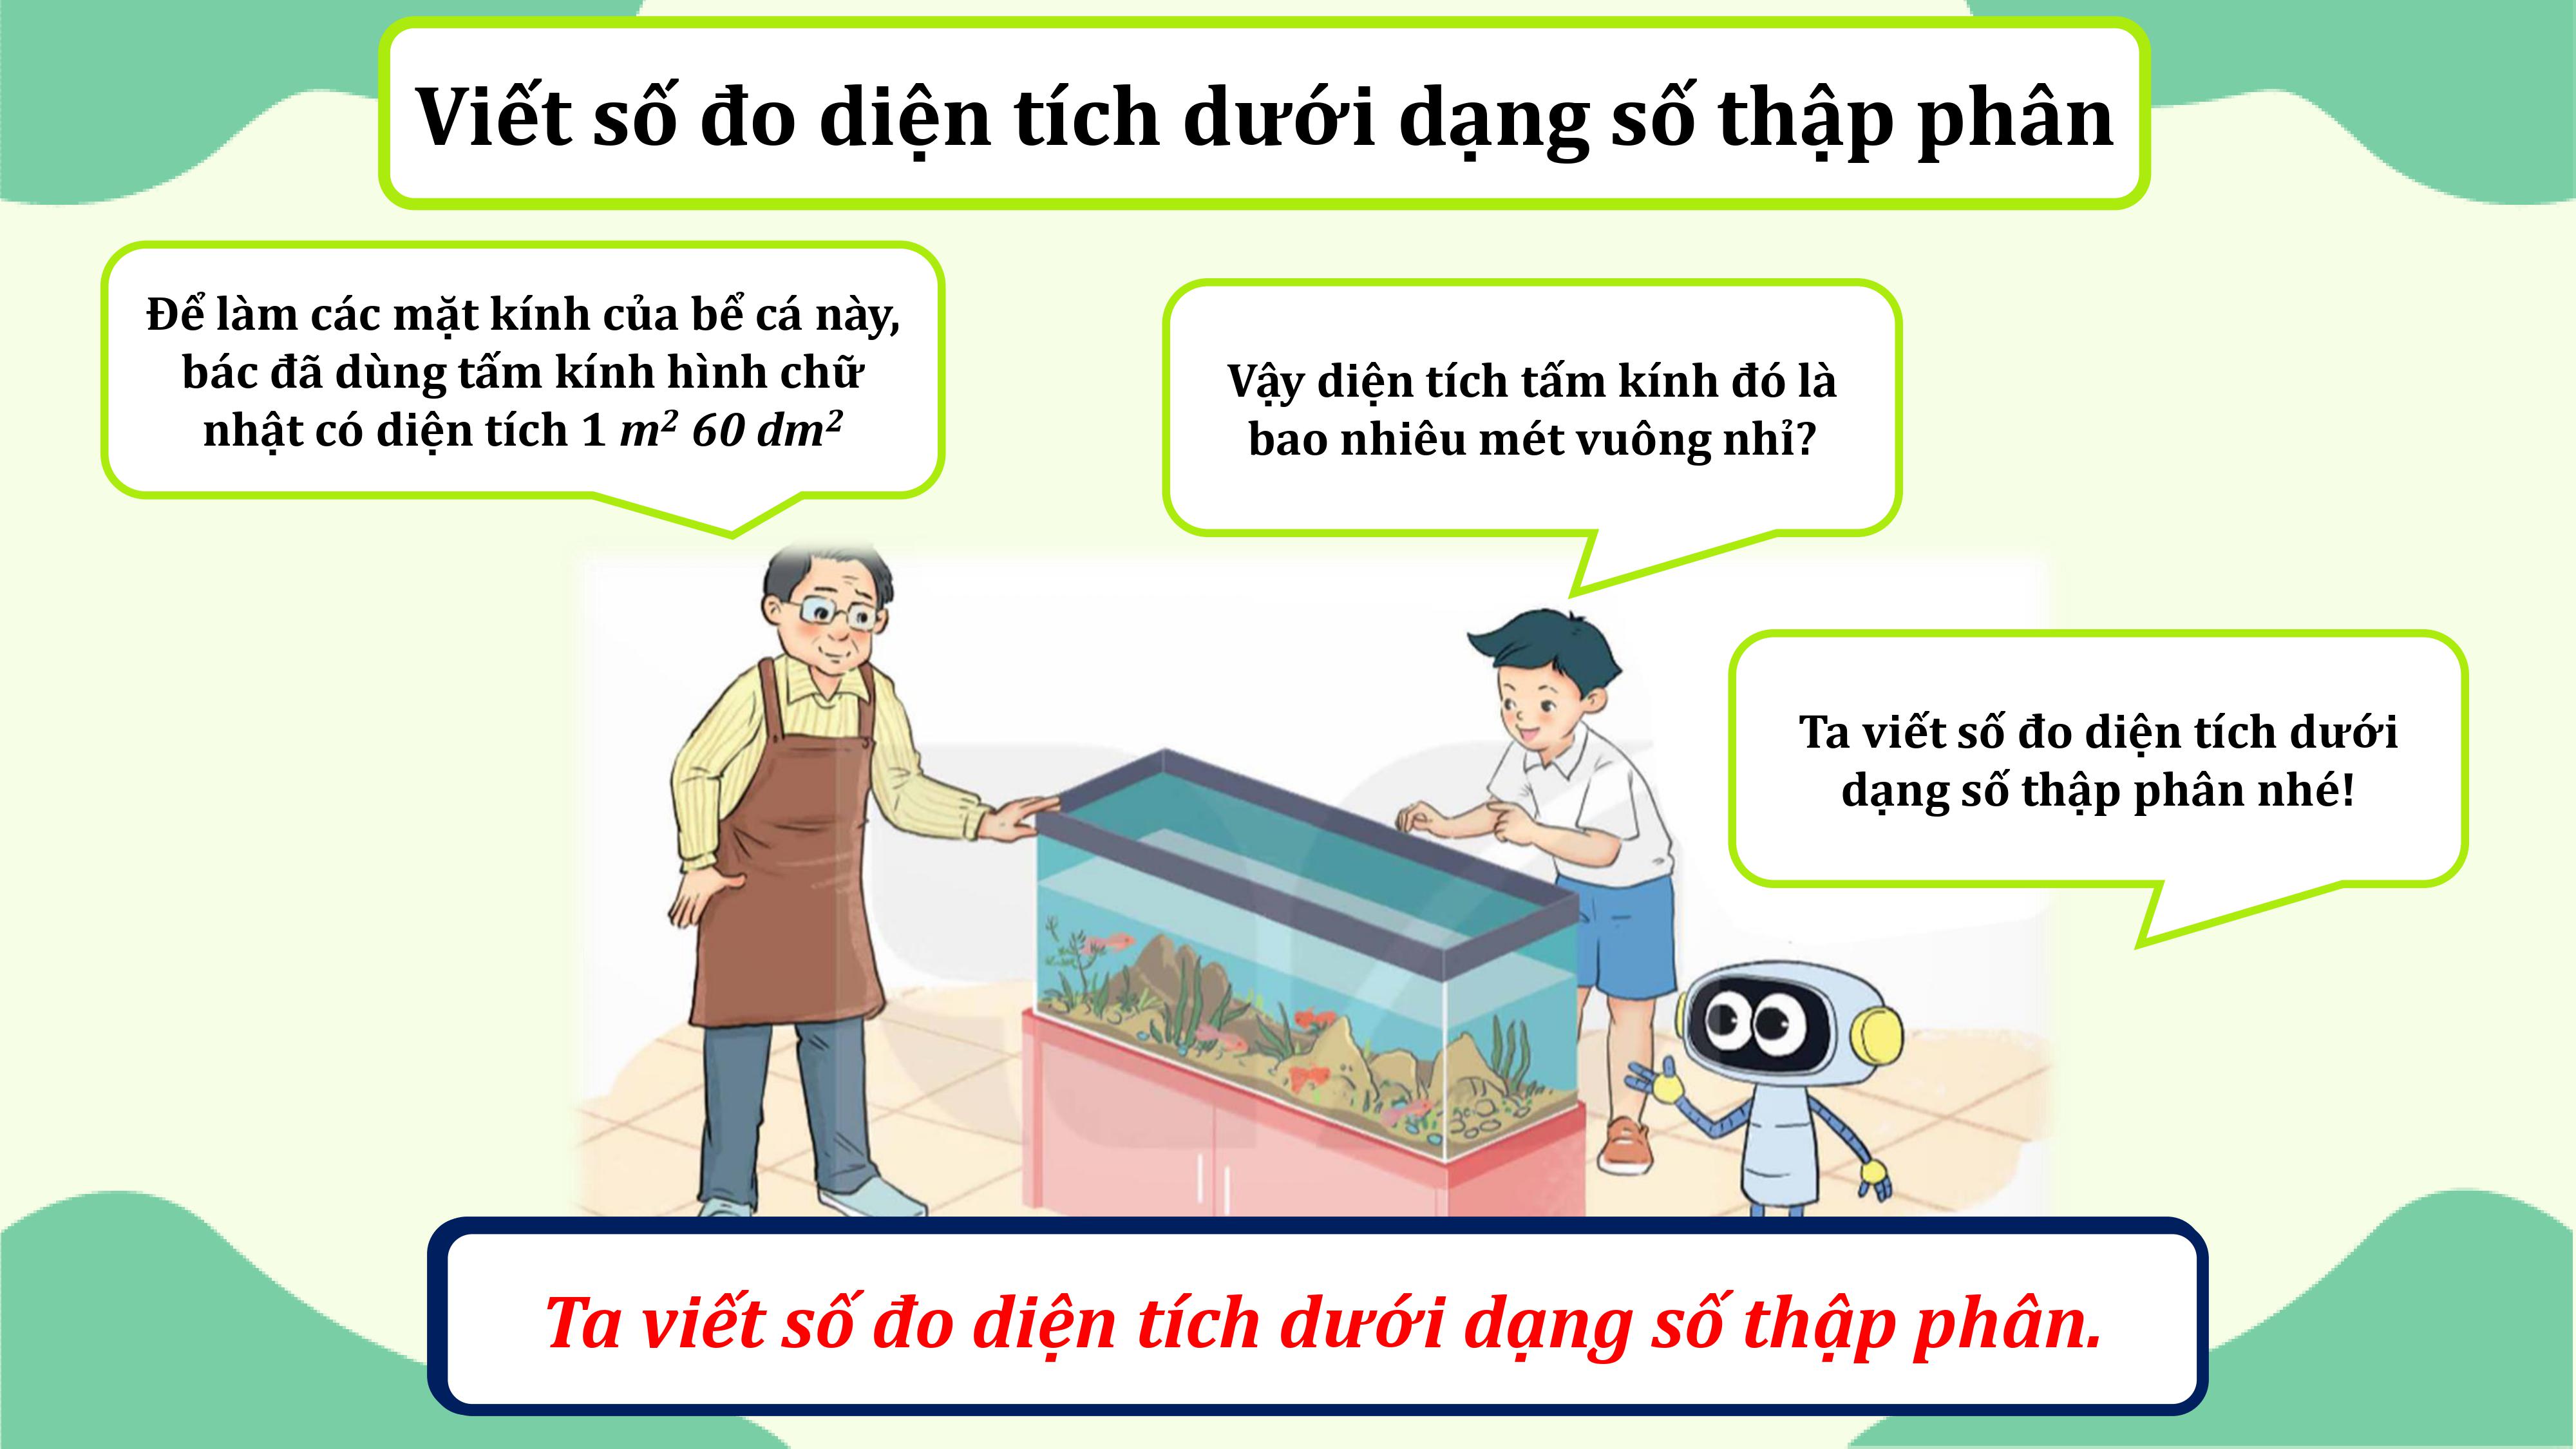 Viết số đo diện tích dưới dạng số thập phân
Để làm các mặt kính của bể cá này,
bác đã dùng tấm kính hình chữ
nhật có diện tích 1 m² 60 dm²
Vậy diện tích tấm kính đó là
bao nhiêu mét vuông nhỉ?
Ta viết số đo diện tích dưới
dạng số thập phân nhé!
Ta viết số đo diện tích dưới dạng số thập phân.